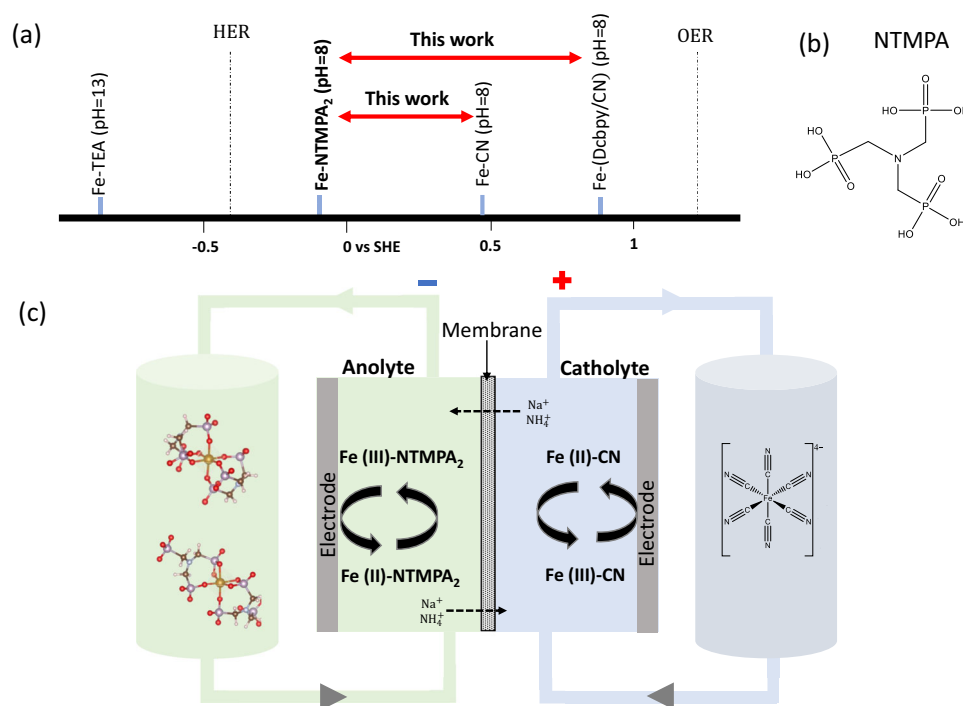 (a)
HER
OER
This work
This work
Fe-TEA (pH=13)
Fe-NTMPA₂ (pH=8)
Fe-CN (pH=8)
Fe-(Dcbpy/CN) (pH=8)
-0.5
0 vs SHE
0.5
1
(b)
NTMPA
O
HO
P
OH
HO
O
HO
P
P
OH
HO
O
N
(c)
−
+
Membrane
Anolyte
Catholyte
Na⁺
NH₄⁺
Fe (III)-NTMPA₂
Fe (II)-CN
Electrode
Electrode
Fe (II)-NTMPA₂
Fe (III)-CN
Na⁺
NH₄⁺
4−
N
N
N
C
C
C
Fe
C
C
C
N
N
N